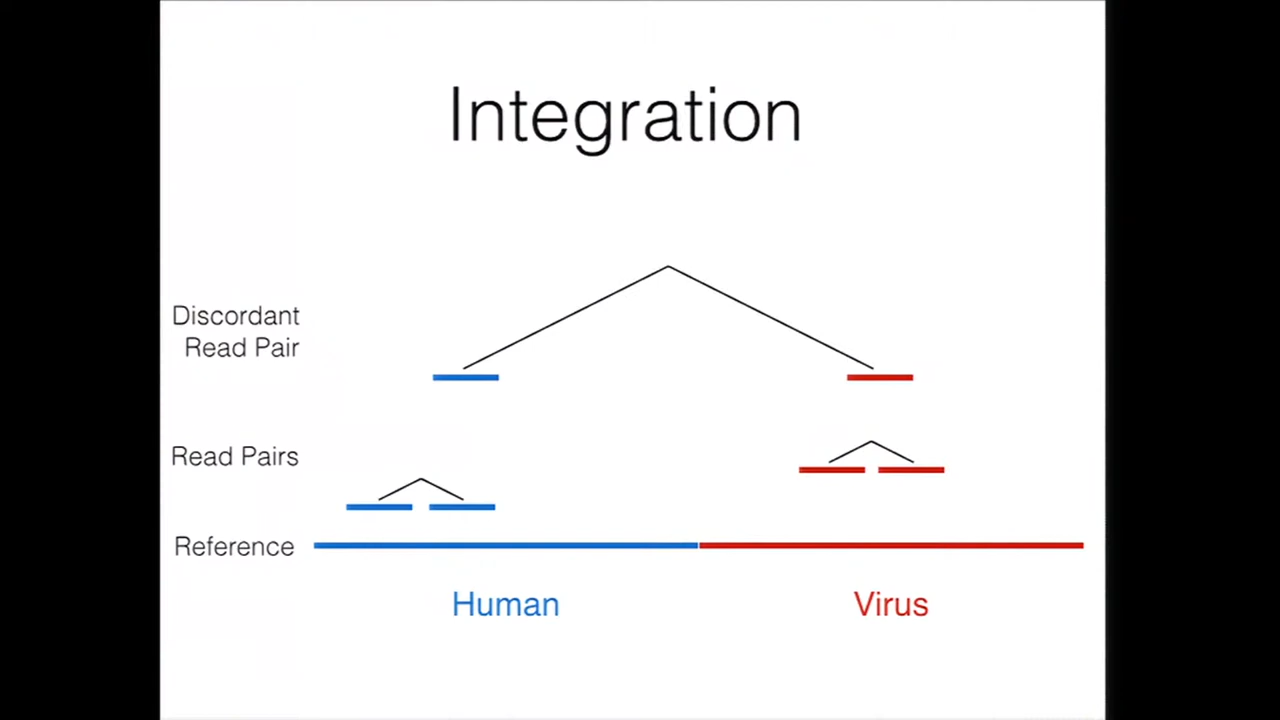 Integration
Discordant
Read Pair
Read Pairs
Reference
Human
Virus